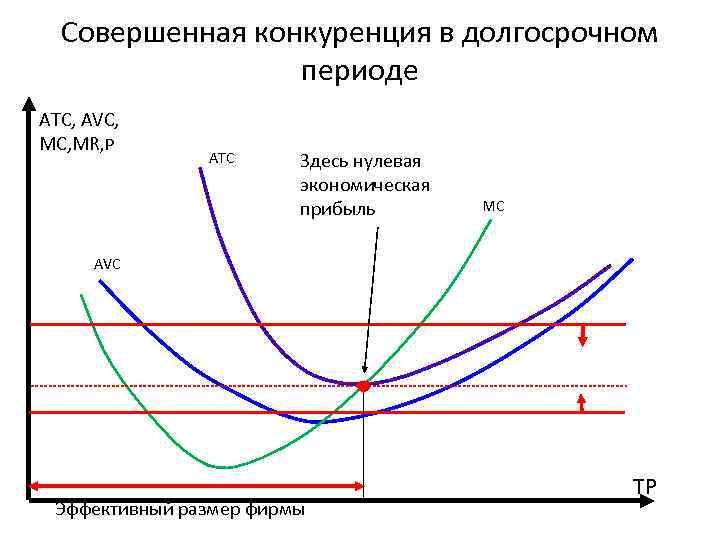 Совершенная конкуренция в долгосрочном
периоде
ATC, AVC,
MC, MR, P
ATC
Здесь нулевая
экономическая
прибыль
MC
AVC
TP
Эффективный размер фирмы